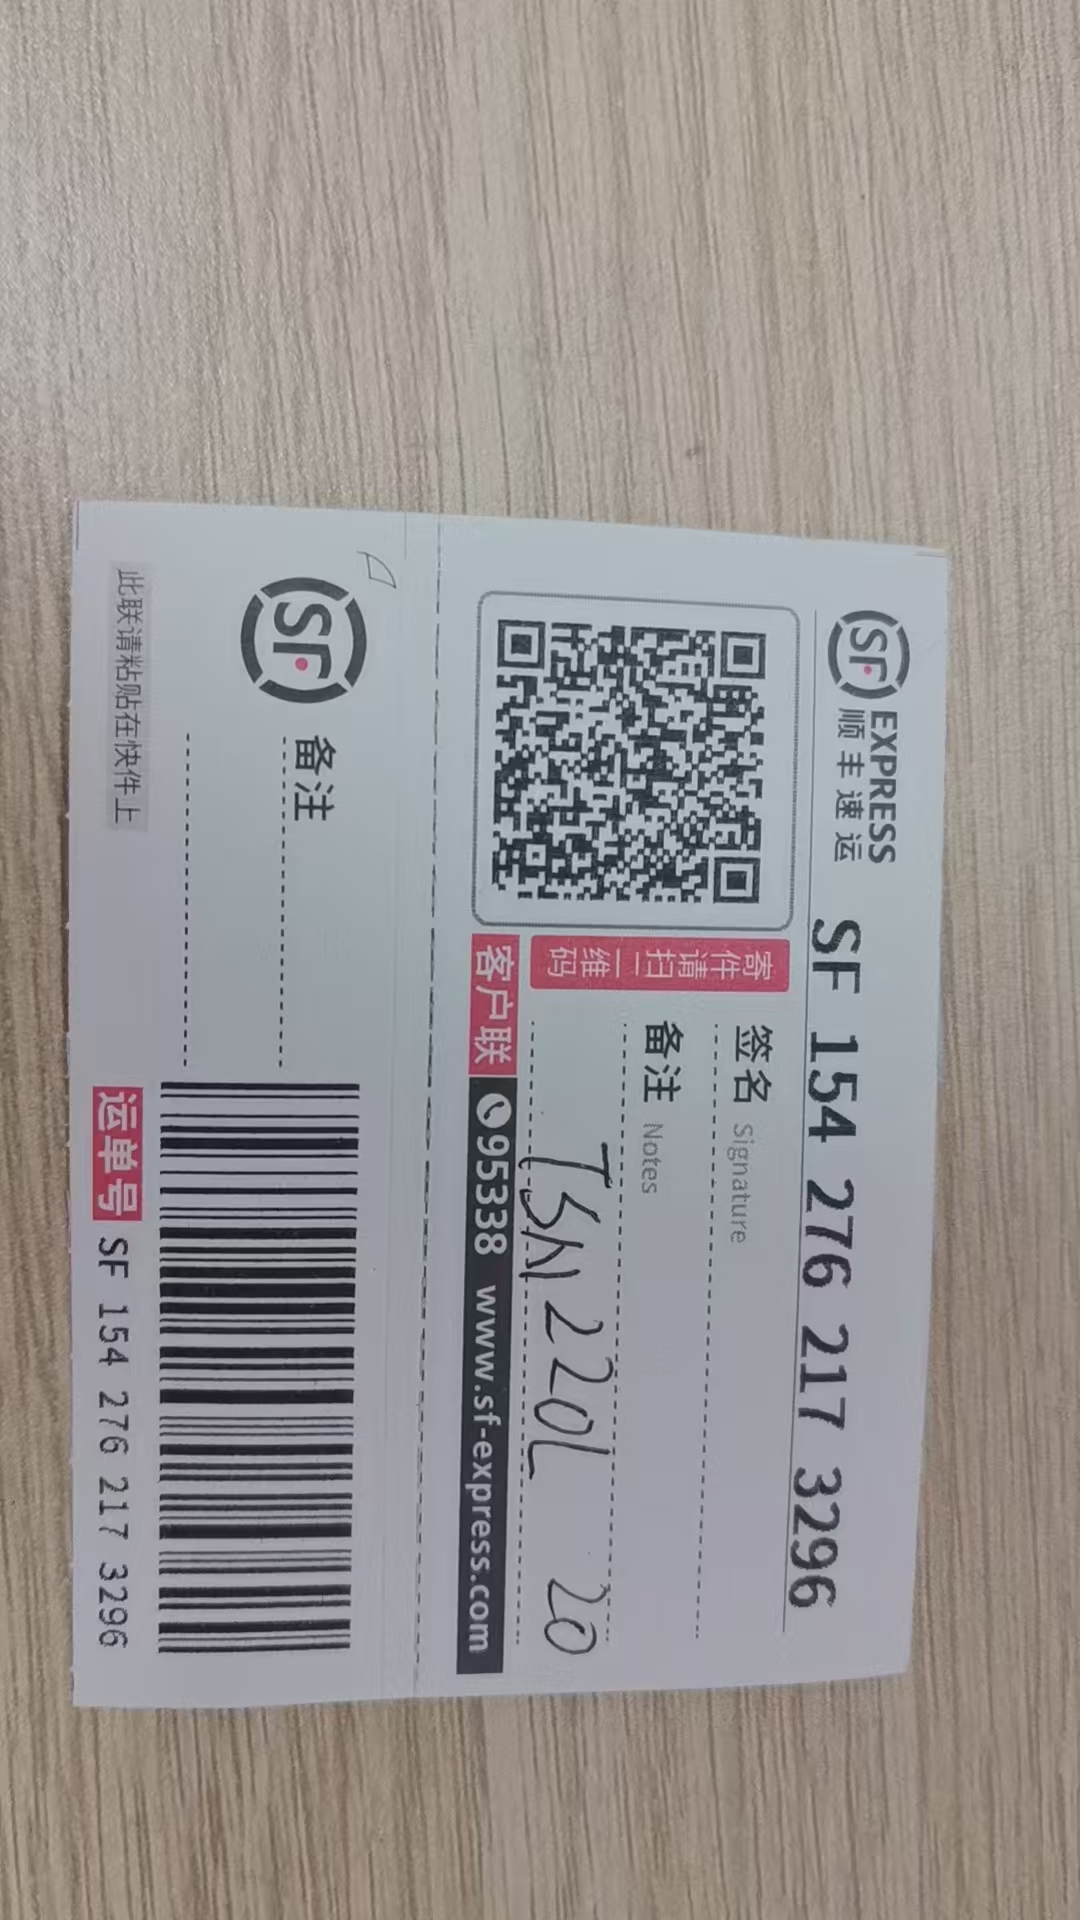 SF EXPRESS
顺丰速运
SF 154 276 217 3296
签名 Signature
备注 Notes
220L 20
寄件请扫二维码
客户联 95338 www.sf-express.com
SF 备注
运单号 SF 154 276 217 3296
此联请粘贴在快件上